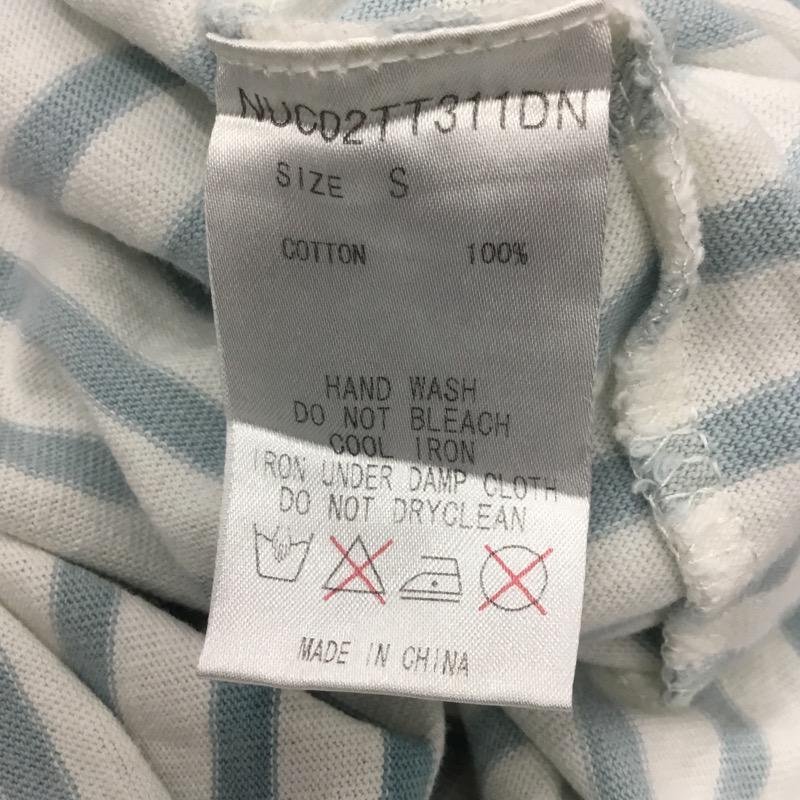 NUC02TT311DN
SIZE S
COTTON 100%
HAND WASH
DO NOT BLEACH
COOL IRON
IRON UNDER DAMP CLOTH
DO NOT DRYCLEAN
MADE IN CHINA